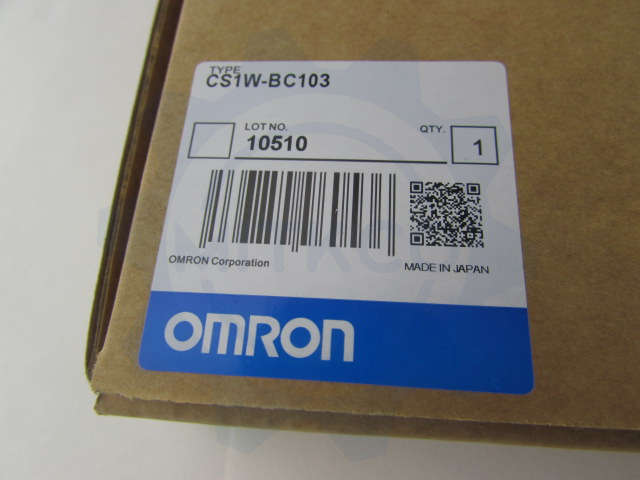 TYPE
CS1W-BC103
LOT NO.
10510
QTY.
1
OMRON Corporation
MADE IN JAPAN
OMRON